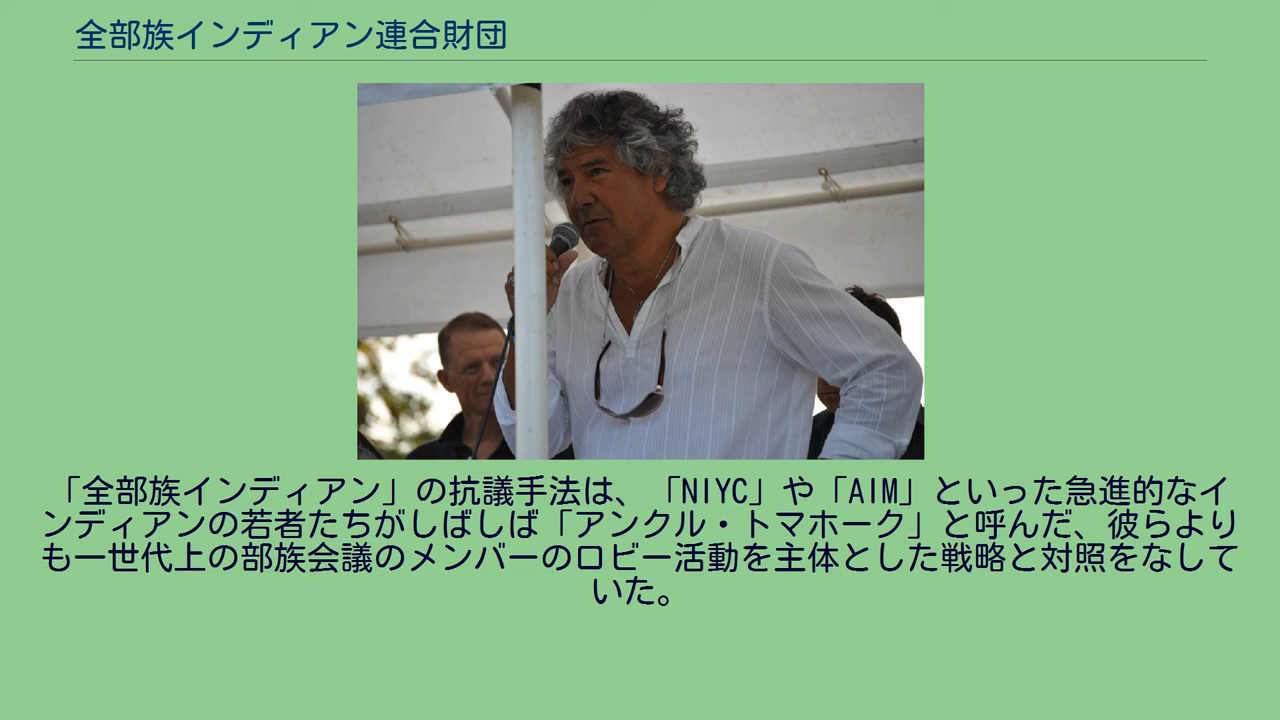 全部族インディアン連合財団
「全部族インディアン」の抗議手法は、「NIYC」や「AIM」といった急進的なイ
ンディアンの若者たちがしばしば「アンクル・トマホーク」と呼んだ、彼らより
も一世代上の部族会議のメンバーのロビー活動を主体とした戦略と対照をなして
いた。